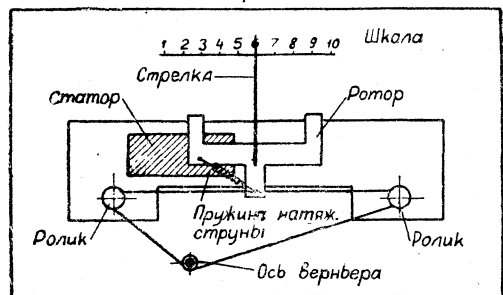 Шкала
1 2 3 4 5 6 7 8 9 10
Стрелка
Статор
Ротор
Пружинъ натяж.
струны
Ролик
Ролик
Ось верньера